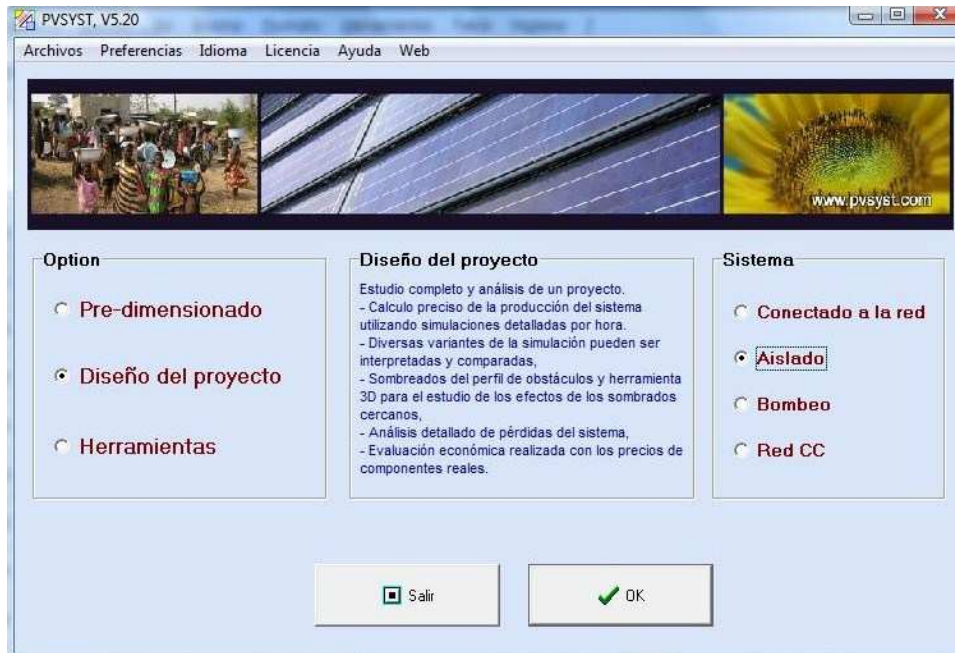 PVSYST, V5.20
Archivos Preferencias Idioma Licencia Ayuda Web
www.pvsyst.com
Option
Pre-dimensionado
Diseño del proyecto
Herramientas
Diseño del proyecto
Estudio completo y análisis de un proyecto.
- Calculo preciso de la producción del sistema
utilizando simulaciones detalladas por hora.
- Diversas variantes de la simulación pueden ser
interpretadas y comparadas,
- Sombreados del perfil de obstáculos y herramienta
3D para el estudio de los efectos de los sombrados
cercanos,
- Análisis detallado de pérdidas del sistema,
- Evaluación económica realizada con los precios de
componentes reales.
Sistema
Conectado a la red
Aislado
Bombeo
Red CC
Salir
OK